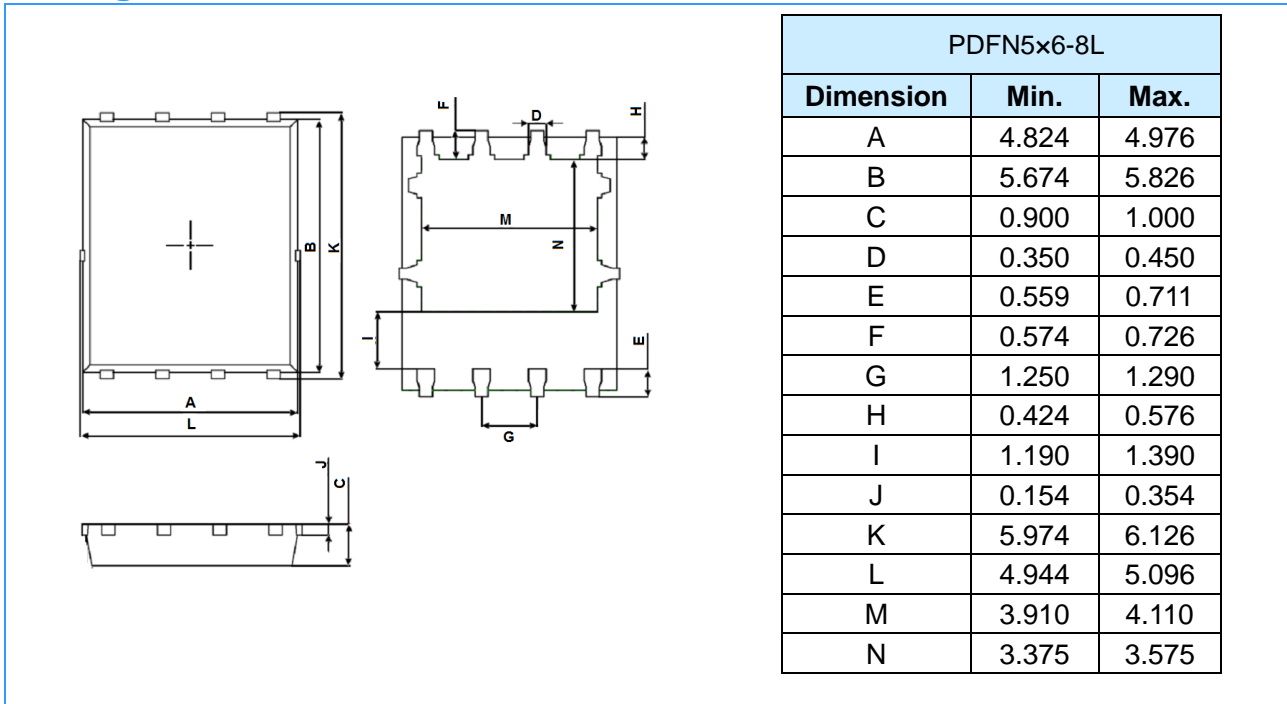 F
D
H
M
N
B
K
I
E
A
L
G
J
C
PDFN5×6-8L
Dimension Min. Max.
A 4.824 4.976
B 5.674 5.826
C 0.900 1.000
D 0.350 0.450
E 0.559 0.711
F 0.574 0.726
G 1.250 1.290
H 0.424 0.576
I 1.190 1.390
J 0.154 0.354
K 5.974 6.126
L 4.944 5.096
M 3.910 4.110
N 3.375 3.575